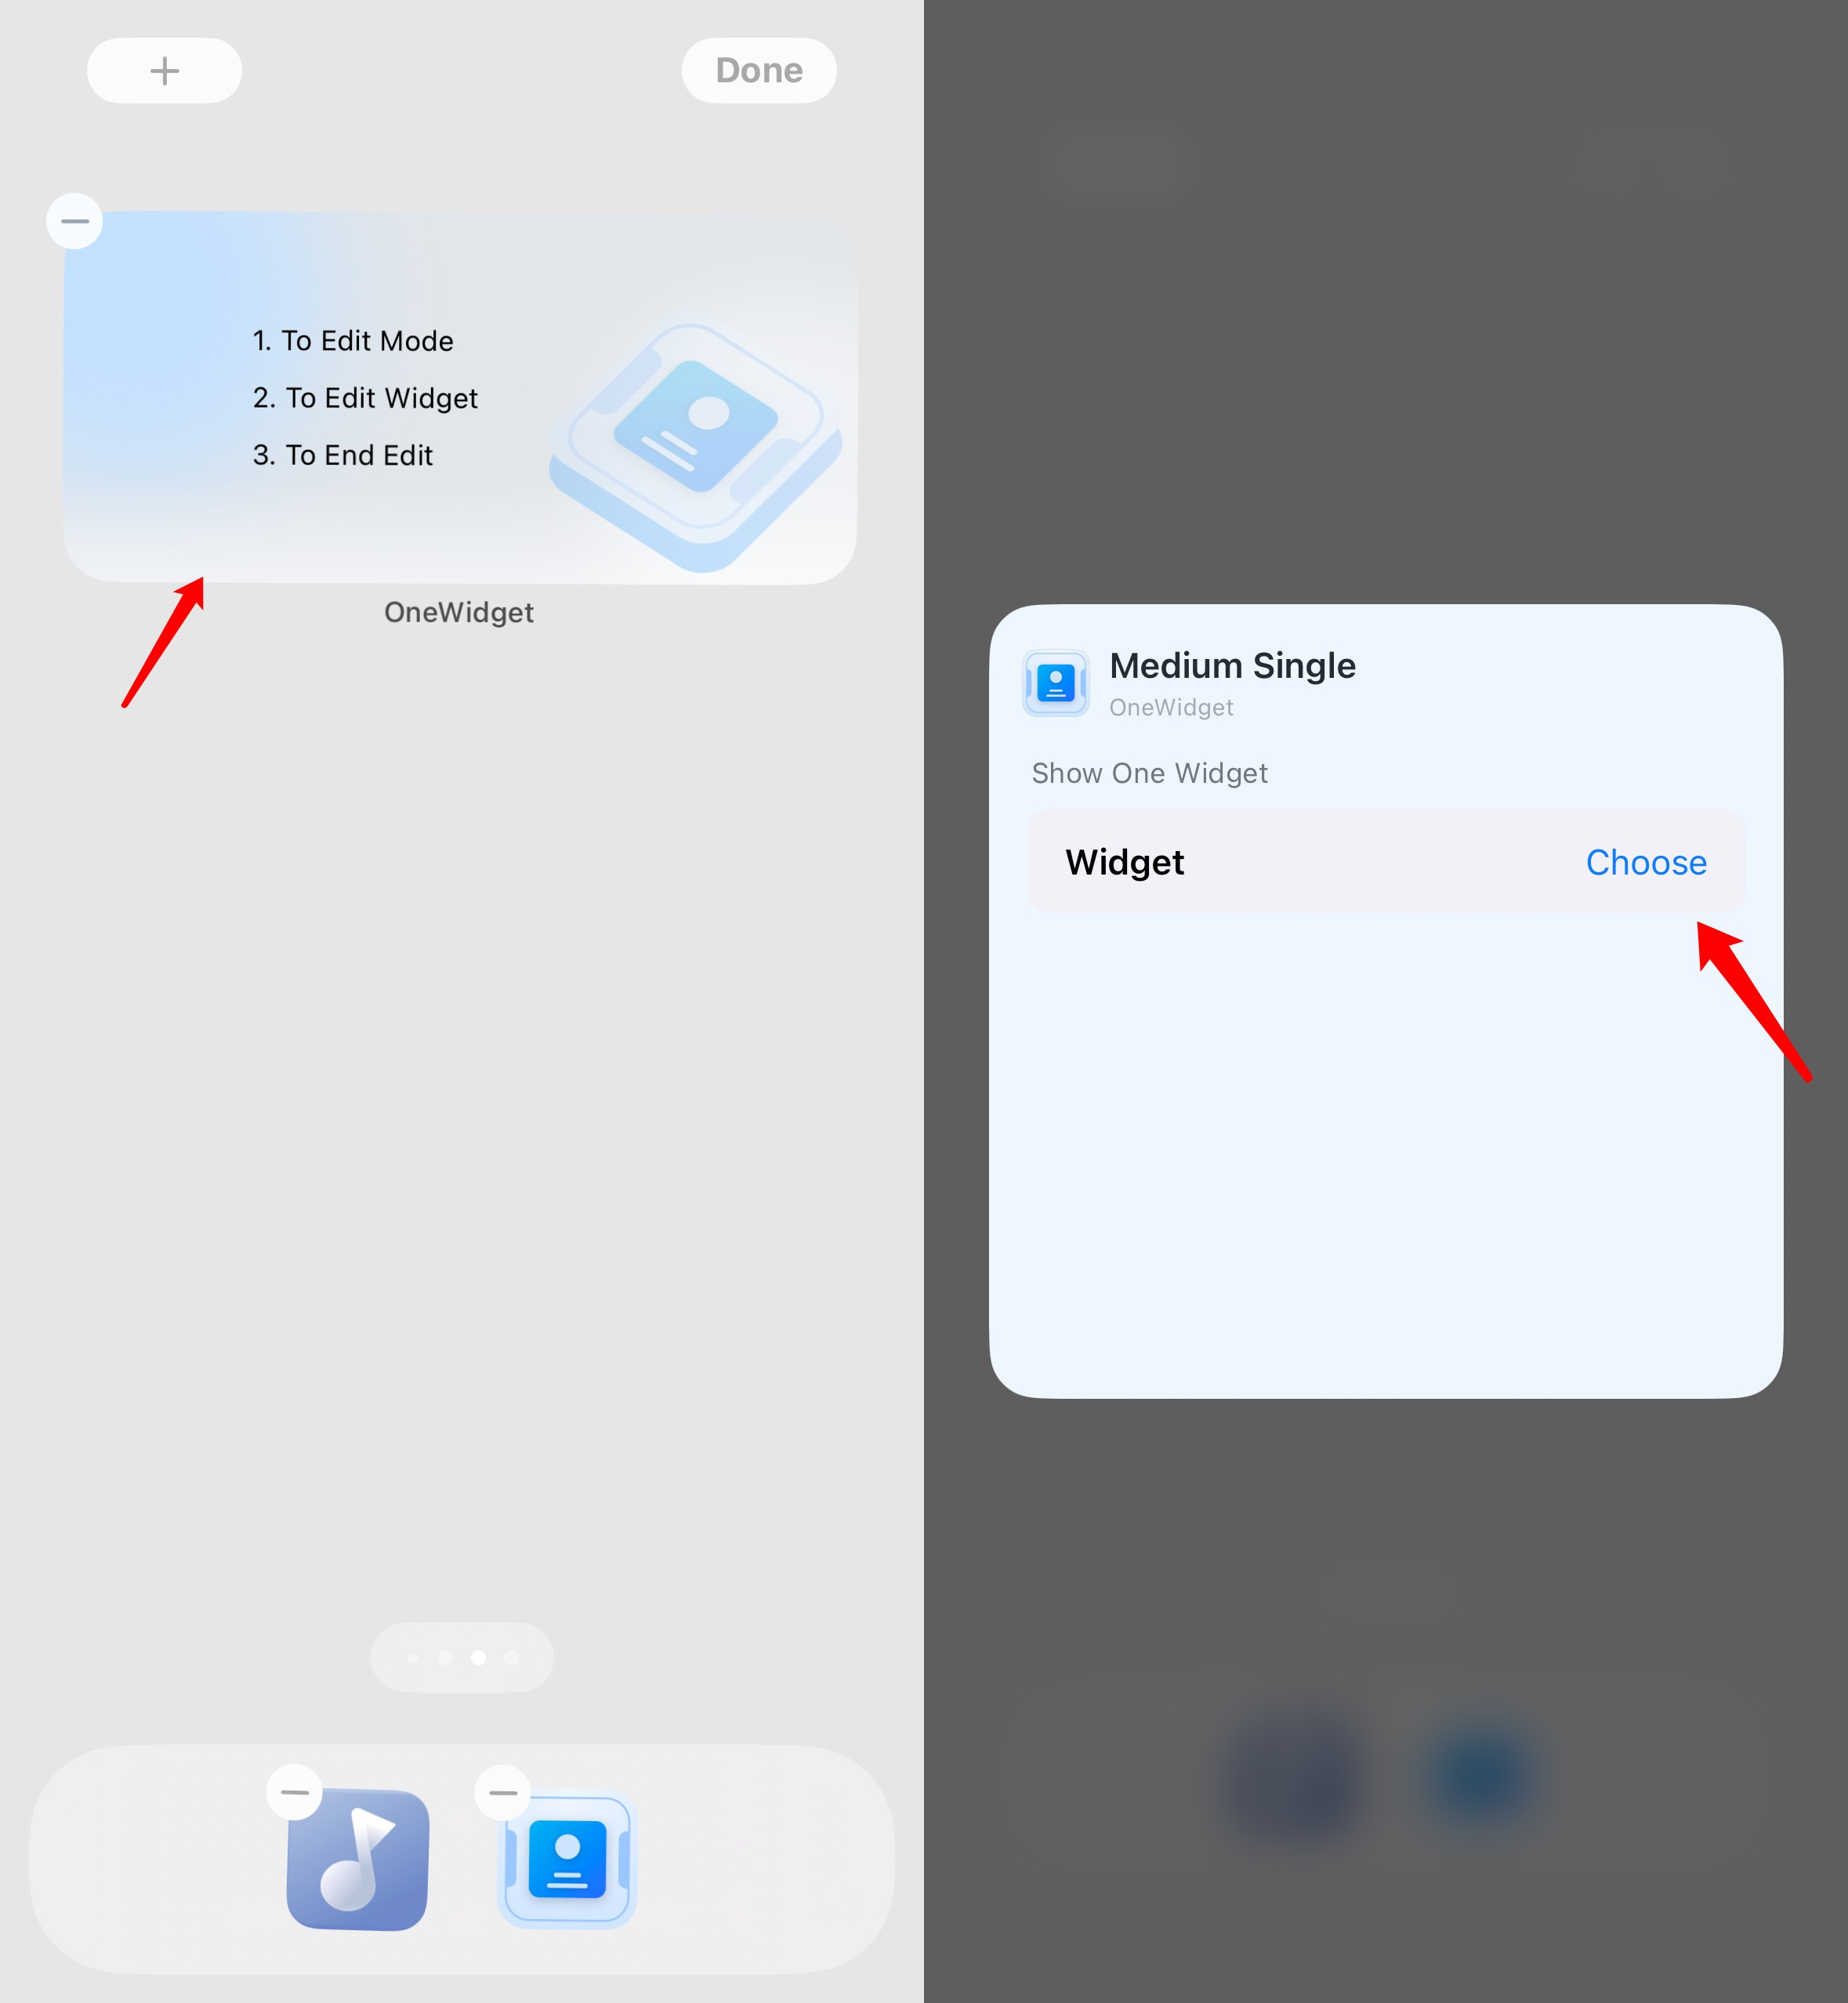 Done
1. To Edit Mode
2. To Edit Widget
3. To End Edit
OneWidget
Medium Single
OneWidget
Show One Widget
Widget
Choose